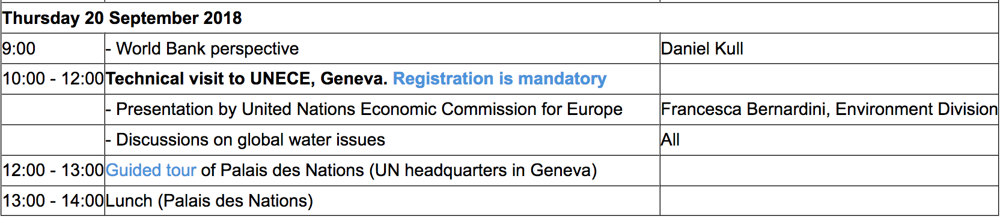 Thursday 20 September 2018
9:00 - World Bank perspective Daniel Kull
10:00 - 12:00 Technical visit to UNECE, Geneva. Registration is mandatory
- Presentation by United Nations Economic Commission for Europe Francesca Bernardini, Environment Division
- Discussions on global water issues All
12:00 - 13:00 Guided tour of Palais des Nations (UN headquarters in Geneva)
13:00 - 14:00 Lunch (Palais des Nations)